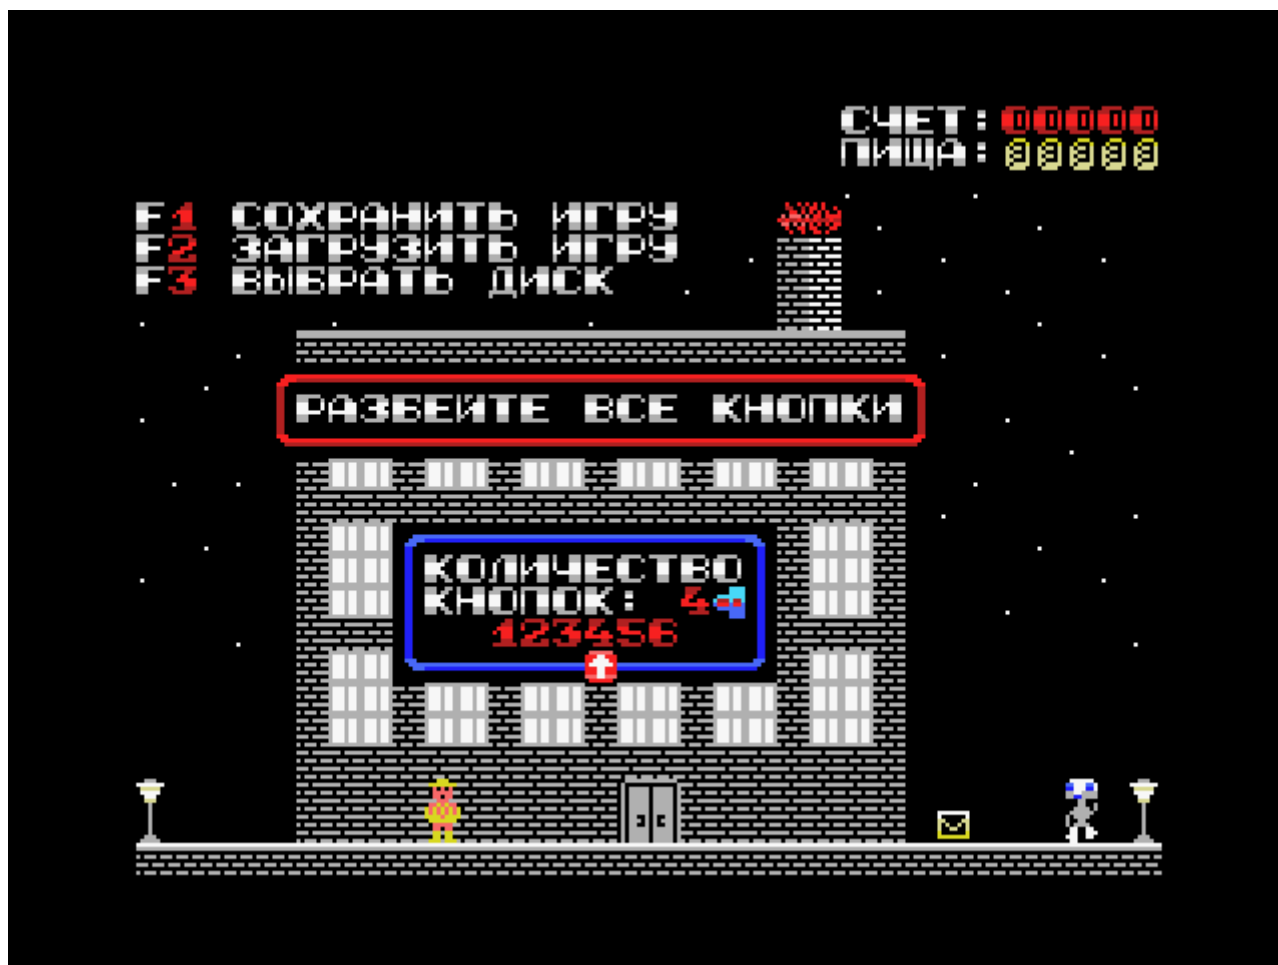 СЧЕТ: 00000
ПИЩА: 00000
F1 СОХРАНИТЬ ИГРУ
F2 ЗАГРУЗИТЬ ИГРУ
F3 ВЫБРАТЬ ДИСК
РАЗБЕЙТЕ ВСЕ КНОПКИ
КОЛИЧЕСТВО
КНОПОК: 4
123456